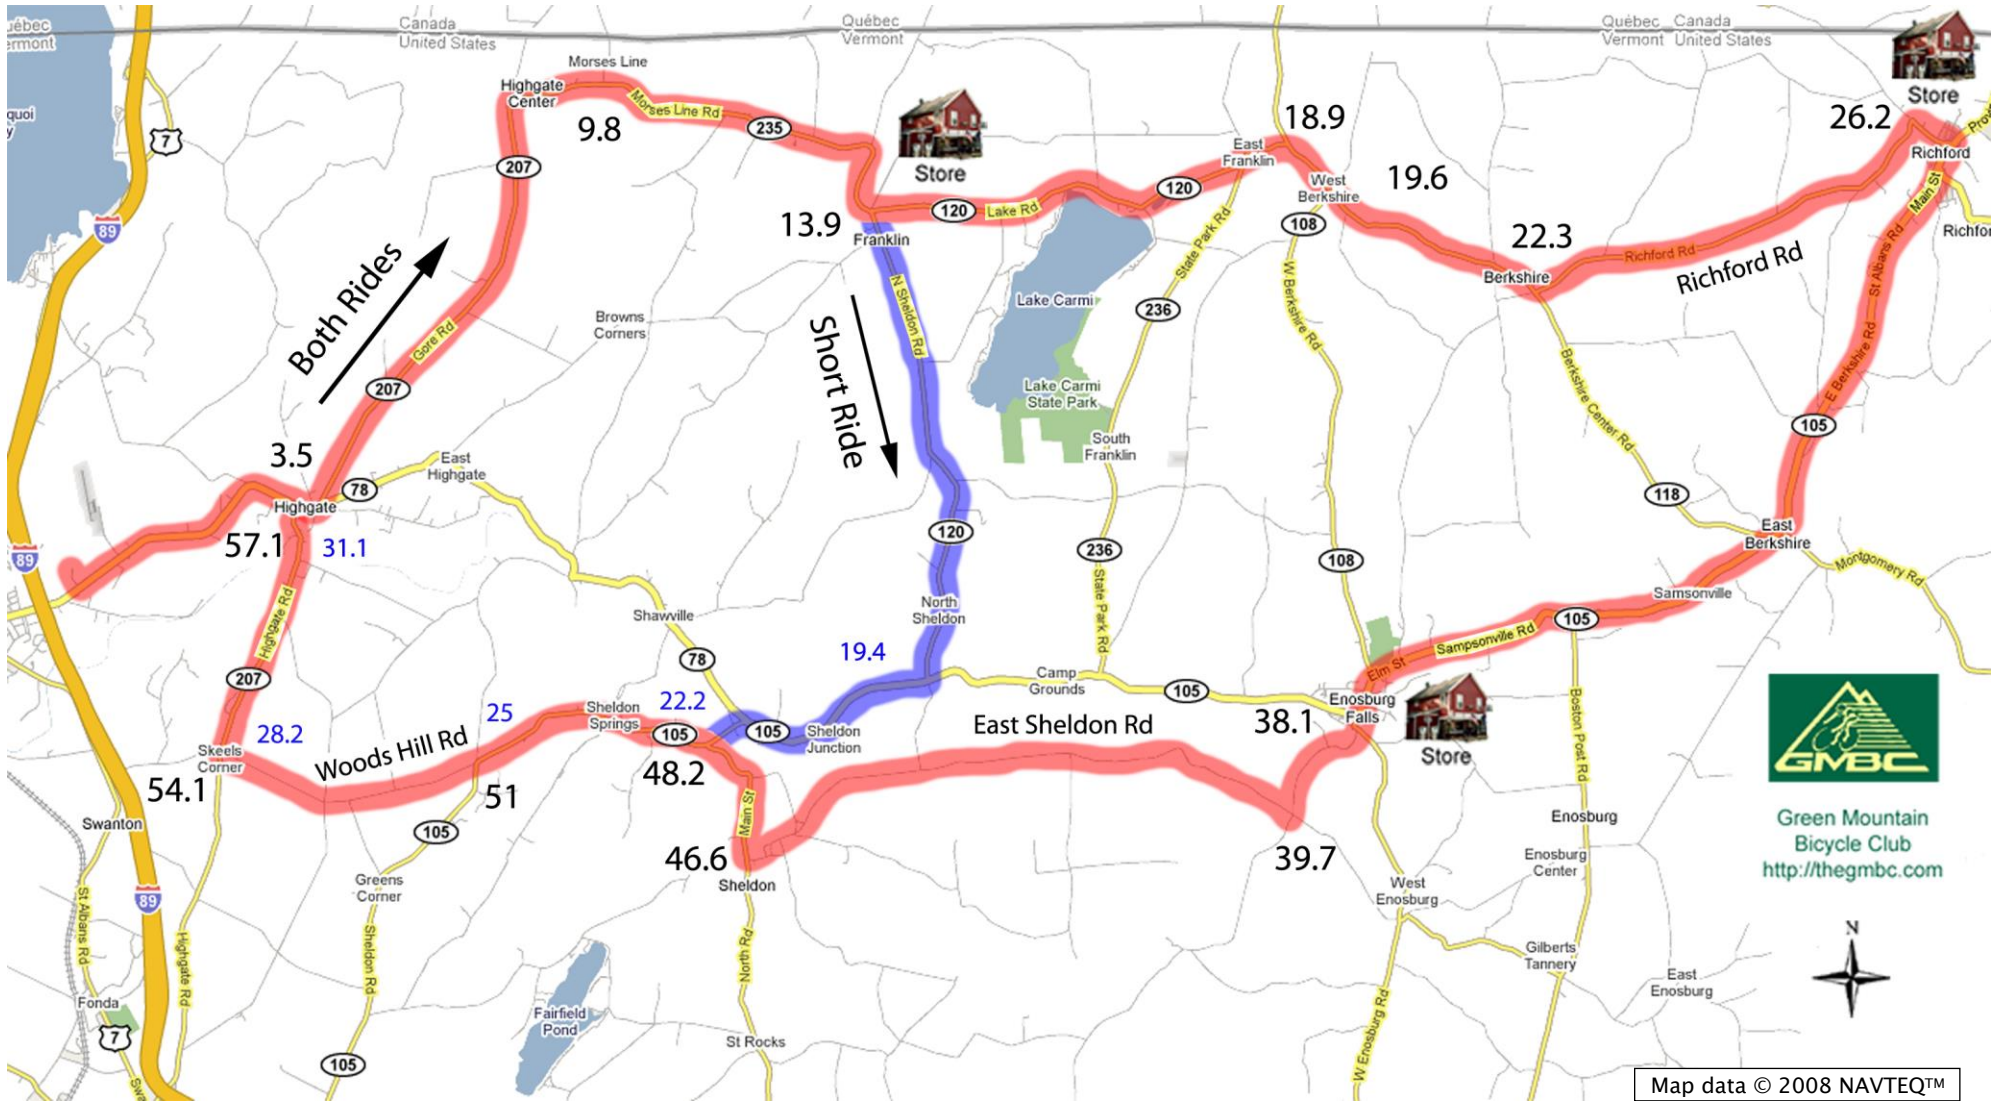 uébec
ermont
Canada
United States
Québec
Vermont
Québec
Vermont
Canada
United States
Morses Line
Highgate
Center
9.8
Morses Line Rd
235
207
quoi
y
7
89
Store
18.9
East
Franklin
West
Berkshire
19.6
26.2
Store
Richford
Main St
13.9
Franklin
120
Lake Rd
120
108
State Park Rd
22.3
Berkshire
Richford Rd
Richford Rd
St Albans Rd
Both Rides
Gore Rd
207
Browns
Corners
N Sheldon Rd
Short Ride
Lake Carmi
236
Lake Carmi
State Park
W Berkshire Rd
Berkshire Center Rd
E Berkshire Rd
105
3.5
Highgate
78
East
Highgate
South
Franklin
118
East
Berkshire
Montgomery Rd
57.1
31.1
89
120
236
108
Highgate Rd
Shawville
North
Sheldon
State Park Rd
Samsonville
105
Sampsonville Rd
Elm St
207
78
19.4
Camp
Grounds
105
Enosburg
Falls
Boston Post Rd
28.2
Skeels
Corner
54.1
Woods Hill Rd
25
Sheldon
Springs
22.2
105
105
Sheldon
Junction
East Sheldon Rd
38.1
Store
GMBC
Green Mountain
Bicycle Club
http://thegmbc.com
48.2
51
105
Main St
46.6
Sheldon
39.7
Swanton
Greens
Corner
Enosburg
Enosburg
Center
West
Enosburg
89
St Albans Rd
Highgate Rd
Sheldon Rd
North Rd
Gilberts
Tannery
East
Enosburg
N
Fonda
7
Fairfield
Pond
St Rocks
105
W Enosburg Rd
Map data © 2008 NAVTEQ™